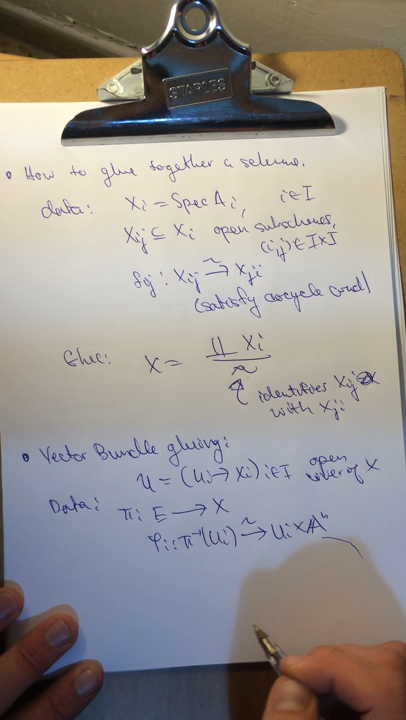 STAPLES
• How to glue together a scheme.
data: Xi = Spec Ai, i ∈ I
Xij ⊆ Xi open subschemes, (i,j) ∈ I×I
fij : Xij ~→ Xji
(satisfy cocycle cond)
Glue: X = ∐ Xi / ~
identifies Xij
with Xji
• Vector Bundle gluing:
U = (Ui → Xi) i∈I open cover of X
Data: π: E → X
φi : π⁻¹(Ui) ~→ Ui × Aⁿ